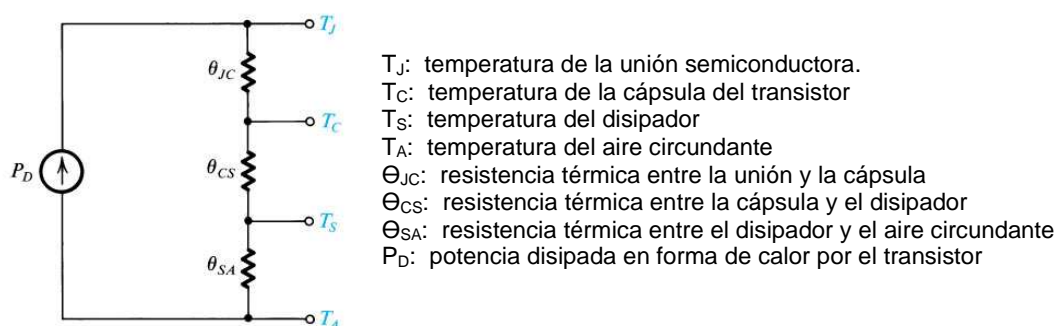 T_J
θ_JC
T_C
P_D
θ_CS
T_S
θ_SA
T_A
T_J: temperatura de la unión semiconductora.
T_C: temperatura de la cápsula del transistor
T_S: temperatura del disipador
T_A: temperatura del aire circundante
Ө_JC: resistencia térmica entre la unión y la cápsula
Ө_CS: resistencia térmica entre la cápsula y el disipador
Ө_SA: resistencia térmica entre el disipador y el aire circundante
P_D: potencia disipada en forma de calor por el transistor